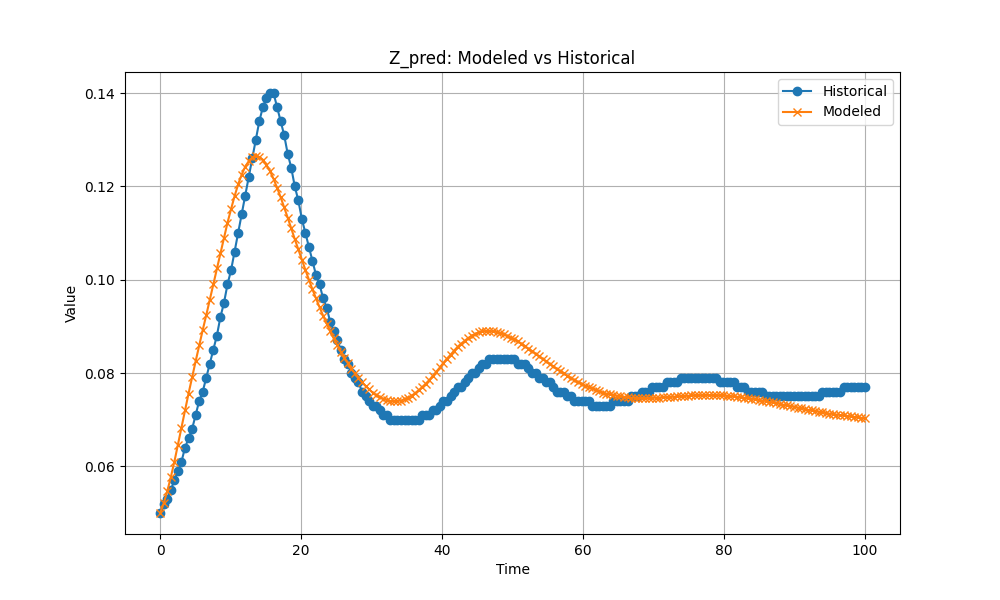 Z_pred: Modeled vs Historical
Historical
Modeled
Value
0.14
0.12
0.10
0.08
0.06
0 20 40 60 80 100
Time